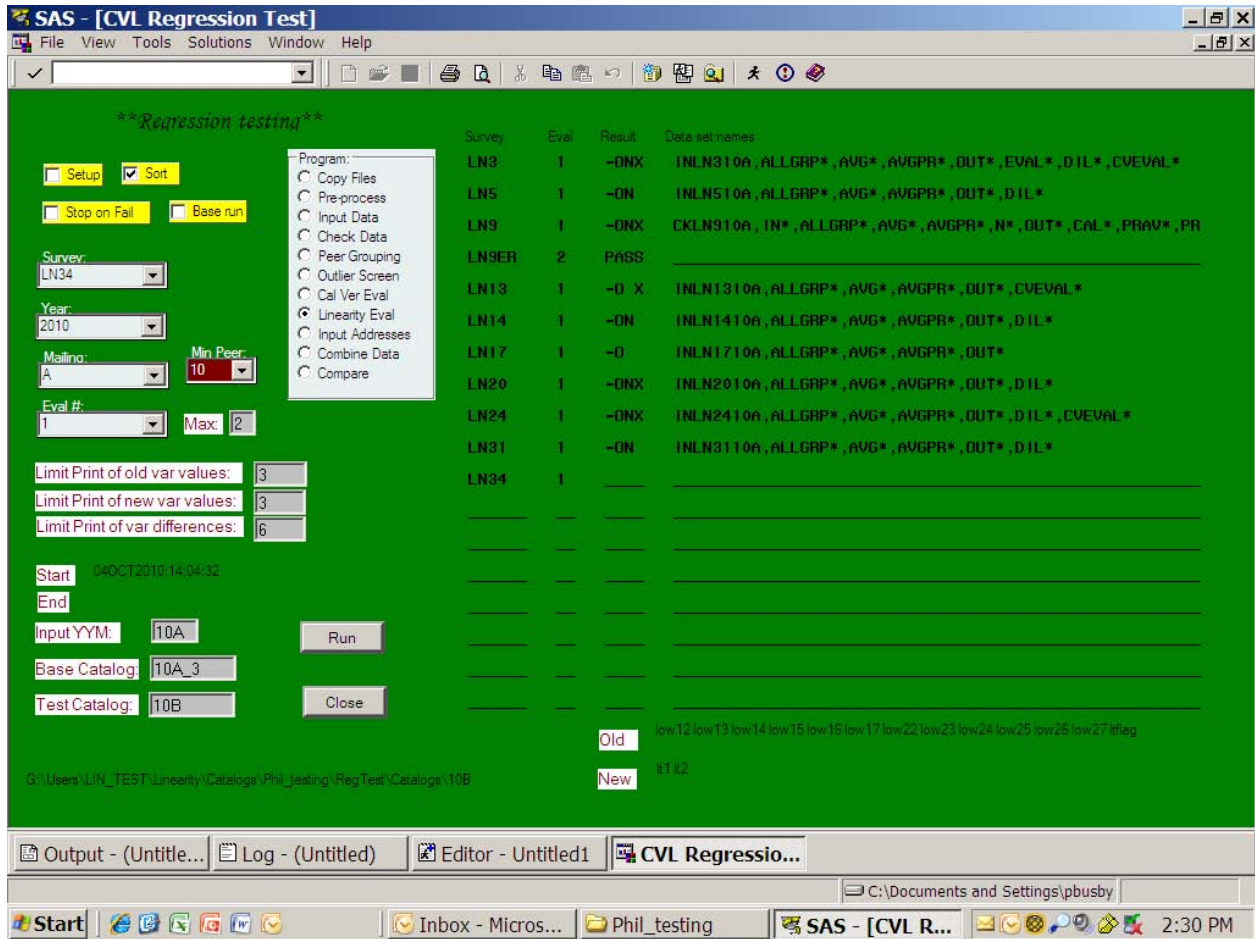 SAS - [CVL Regression Test]
File View Tools Solutions Window Help
**Regression testing**
Setup Sort
Stop on Fail Base run
Survey:
LN34
Year:
2010
Mailing:
A
Min Peer:
10
Eval #:
1
Max: 2
Program:
Copy Files
Pre-process
Input Data
Check Data
Peer Grouping
Outlier Screen
Cal Ver Eval
Linearity Eval
Input Addresses
Combine Data
Compare
Limit Print of old var values: 3
Limit Print of new var values: 3
Limit Print of var differences: 6
Start 04OCT2010:14:04:32
End
Input YYM: 10A
Base Catalog: 10A_3
Test Catalog: 10B
Run
Close
G:\Users\LIN_TEST\Linearity\Catalogs\Phil_testing\RegTest\Catalogs\10B
Survey Eval Result Data set names
LN3 1 -ONX INLN310A,ALLGRP*,AVG*,AVGPR*,OUT*,EVAL*,DIL*,CVEVAL*
LN5 1 -ON INLN510A,ALLGRP*,AVG*,AVGPR*,OUT*,DIL*
LN9 1 -ONX CKLN910A,IN*,ALLGRP*,AVG*,AVGPR*,N*,OUT*,CAL*,PRAV*,PR
LN9ER 2 PASS
LN13 1 -O X INLN1310A,ALLGRP*,AVG*,AVGPR*,OUT*,CVEVAL*
LN14 1 -ON INLN1410A,ALLGRP*,AVG*,AVGPR*,OUT*,DIL*
LN17 1 -O INLN1710A,ALLGRP*,AVG*,AVGPR*,OUT*
LN20 1 -ONX INLN2010A,ALLGRP*,AVG*,AVGPR*,OUT*,DIL*
LN24 1 -ONX INLN2410A,ALLGRP*,AVG*,AVGPR*,OUT*,DIL*,CVEVAL*
LN31 1 -ON INLN3110A,ALLGRP*,AVG*,AVGPR*,OUT*,DIL*
LN34 1
Old low12 low13 low14 low15 low16 low17 low22 low23 low24 low25 low26 low27 ltflag
New lt1 lt2
Output - (Untitle... Log - (Untitled) Editor - Untitled1 CVL Regressio...
C:\Documents and Settings\pbusby
Start Inbox - Micros... Phil_testing SAS - [CVL R... 2:30 PM